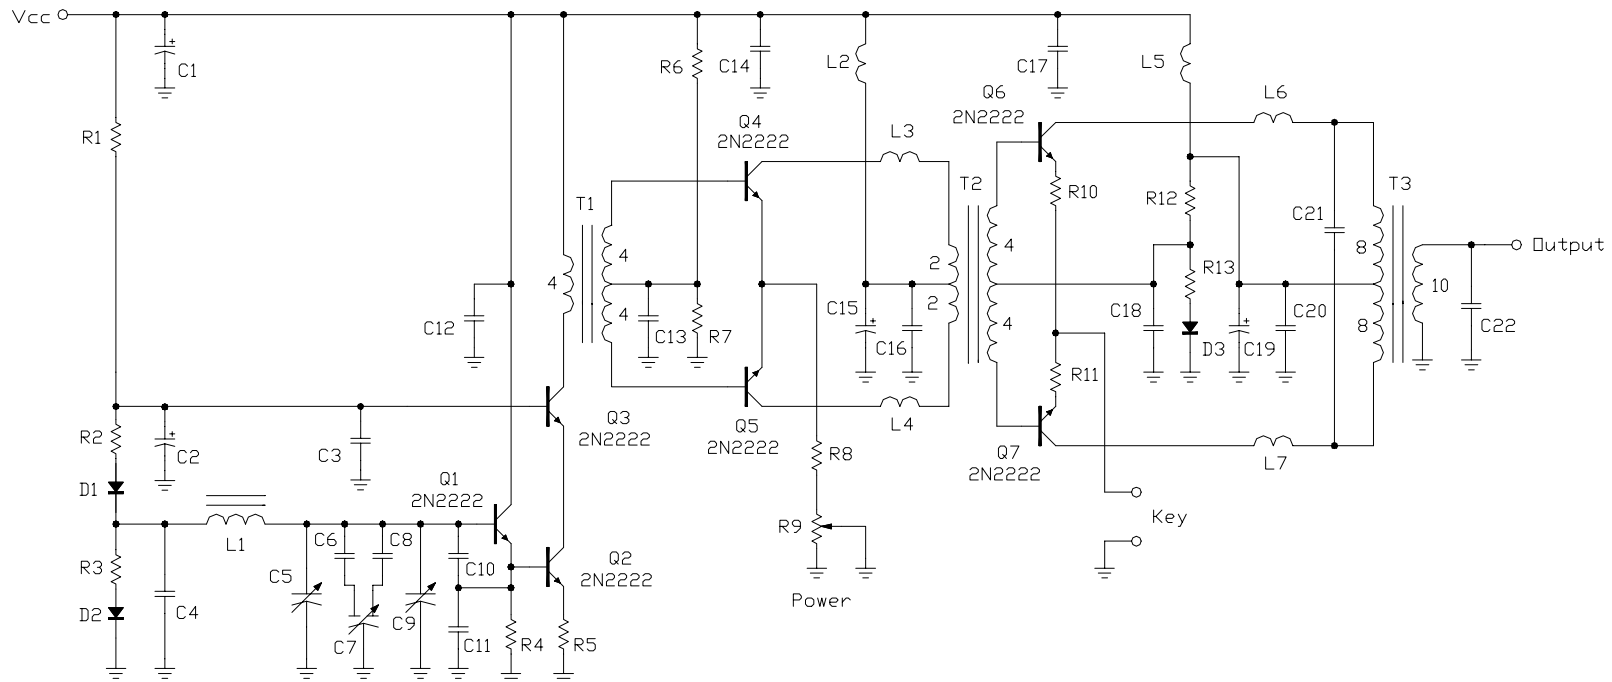 Vcc
C1
R6
C14
L2
C17
L5
Q6
2N2222
L6
R1
Q4
2N2222
L3
T1
T2
R10
R12
C21
T3
4
4
4
2
2
4
4
R13
8
8
10
Output
C12
C13
R7
C15
C16
C18
D3
C19
C20
C22
R11
R2
C2
C3
Q3
2N2222
Q5
2N2222
L4
R8
Q7
2N2222
L7
D1
Q1
2N2222
L1
C6
C8
R9
Key
R3
C5
C10
Q2
2N2222
D2
C4
C7
C9
C11
R4
R5
Power